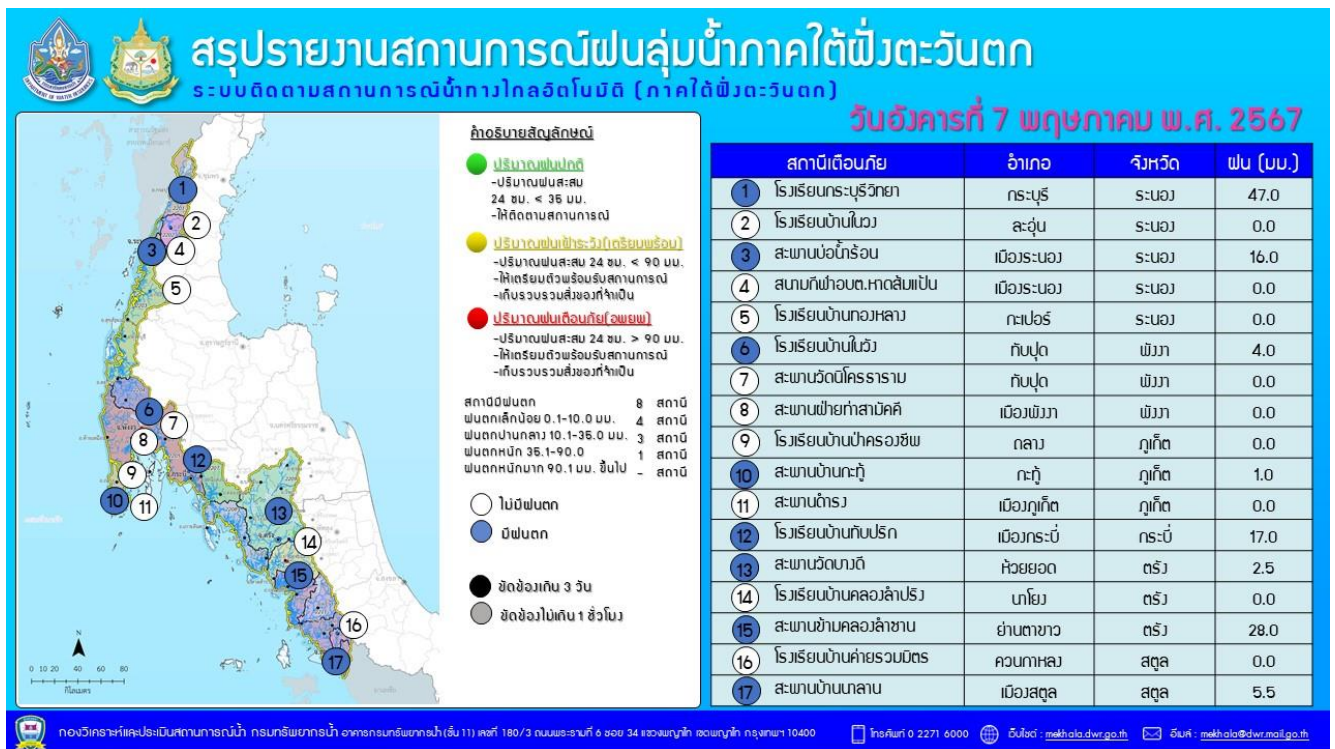 สรุปรายงานสถานการณ์ฝนลุ่มน้ำภาคใต้ฝั่งตะวันตก
ระบบติดตามสถานการณ์น้ำทางไกลอัตโนมัติ (ภาคใต้ฝั่งตะวันตก)
วันอังคารที่ 7 พฤษภาคม พ.ศ. 2567
คำอธิบายสัญลักษณ์
ปริมาณฝนปกติ
-ปริมาณฝนสะสม
24 ชม. < 35 มม.
-ให้ติดตามสถานการณ์
ปริมาณฝนเฝ้าระวัง(เตรียมพร้อม)
-ปริมาณฝนสะสม 24 ชม. < 90 มม.
-ให้เตรียมตัวพร้อมรับสถานการณ์
-เก็บรวบรวมสิ่งของที่จำเป็น
ปริมาณฝนเตือนภัย(อพยพ)
-ปริมาณฝนสะสม 24 ชม. > 90 มม.
-ให้เตรียมตัวพร้อมรับสถานการณ์
-เก็บรวบรวมสิ่งของที่จำเป็น
สถานีมีฝนตก 8 สถานี
ฝนตกเล็กน้อย 0.1-10.0 มม. 4 สถานี
ฝนตกปานกลาง 10.1-35.0 มม. 3 สถานี
ฝนตกหนัก 35.1-90.0 1 สถานี
ฝนตกหนักมาก 90.1 มม. ขึ้นไป - สถานี
ไม่มีฝนตก
มีฝนตก
ขัดข้องเกิน 3 วัน
ขัดข้องไม่เกิน 1 ชั่วโมง
1
2
3 4
5
6
7
8
12
9
10 11
13
14
15
16
17
N
0 10 20 40 60 80
กิโลเมตร
สถานีเตือนภัย อำเภอ จังหวัด ฝน (มม.)
1 โรงเรียนกระบุรีวิทยา กระบุรี ระนอง 47.0
2 โรงเรียนบ้านในวง ละอุ่น ระนอง 0.0
3 สะพานบ่อน้ำร้อน เมืองระนอง ระนอง 16.0
4 สนามกีฬาอบต.หาดส้มแป้น เมืองระนอง ระนอง 0.0
5 โรงเรียนบ้านทองหลาง กะเปอร์ ระนอง 0.0
6 โรงเรียนบ้านในวัง ทับปุด พังงา 4.0
7 สะพานวัดนิโครธาราม ทับปุด พังงา 0.0
8 สะพานฝ่ายท่าสามัคคี เมืองพังงา พังงา 0.0
9 โรงเรียนบ้านป่าครองชีพ ถลาง ภูเก็ต 0.0
10 สะพานบ้านกะทู้ กะทู้ ภูเก็ต 1.0
11 สะพานดำรง เมืองภูเก็ต ภูเก็ต 0.0
12 โรงเรียนบ้านทับปริก เมืองกระบี่ กระบี่ 17.0
13 สะพานวัดบางดี ห้วยยอด ตรัง 2.5
14 โรงเรียนบ้านคลองลำปริง นาโยง ตรัง 0.0
15 สะพานข้ามคลองลำชาน ย่านตาขาว ตรัง 28.0
16 โรงเรียนบ้านค่ายรวมมิตร ควนกาหลง สตูล 0.0
17 สะพานบ้านนาลาน เมืองสตูล สตูล 5.5
กองวิเคราะห์และประเมินสถานการณ์น้ำ กรมทรัพยากรน้ำ อาคารกรมทรัพยากรน้ำ (ชั้น 11) เลขที่ 180/3 ถนนพระรามที่ 6 ซอย 34 แขวงพญาไท เขตพญาไท กรุงเทพฯ 10400 โทรศัพท์ 0 2271 6000 เว็บไซต์ : mekhala.dwr.go.th อีเมล์ : mekhala@dwr.mail.go.th